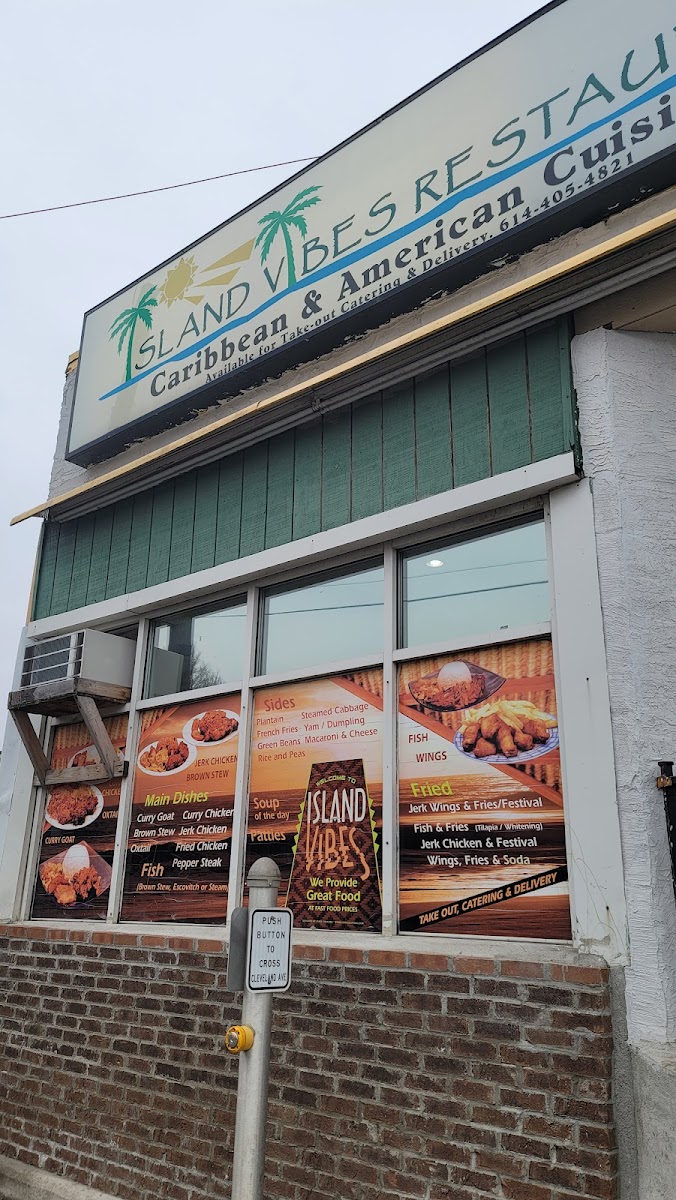 ISLAND VIBES RESTAU
Caribbean & American Cuisi
Available for Take-out Catering & Delivery. 614-405-4821
CURRY GOAT
JERK CHICKEN
BROWN STEW
Main Dishes
Curry Goat Curry Chicken
Brown Stew Jerk Chicken
Oxtail Fried Chicken
Pepper Steak
Fish
(Brown Stew, Escovitch or Steam)
Sides
Plantain Steamed Cabbage
French Fries Yam / Dumpling
Green Beans Macaroni & Cheese
Rice and Peas
Soup
of the day
Patties
WELCOME TO
ISLAND
VIBES
We Provide
Great Food
AT FAST FOOD PRICES
FISH
WINGS
Fried
Jerk Wings & Fries/Festival
Fish & Fries (Tilapia / Whitening)
Jerk Chicken & Festival
Wings, Fries & Soda
TAKE OUT, CATERING & DELIVERY
PUSH
BUTTON
TO
CROSS
CLEVELAND AVE